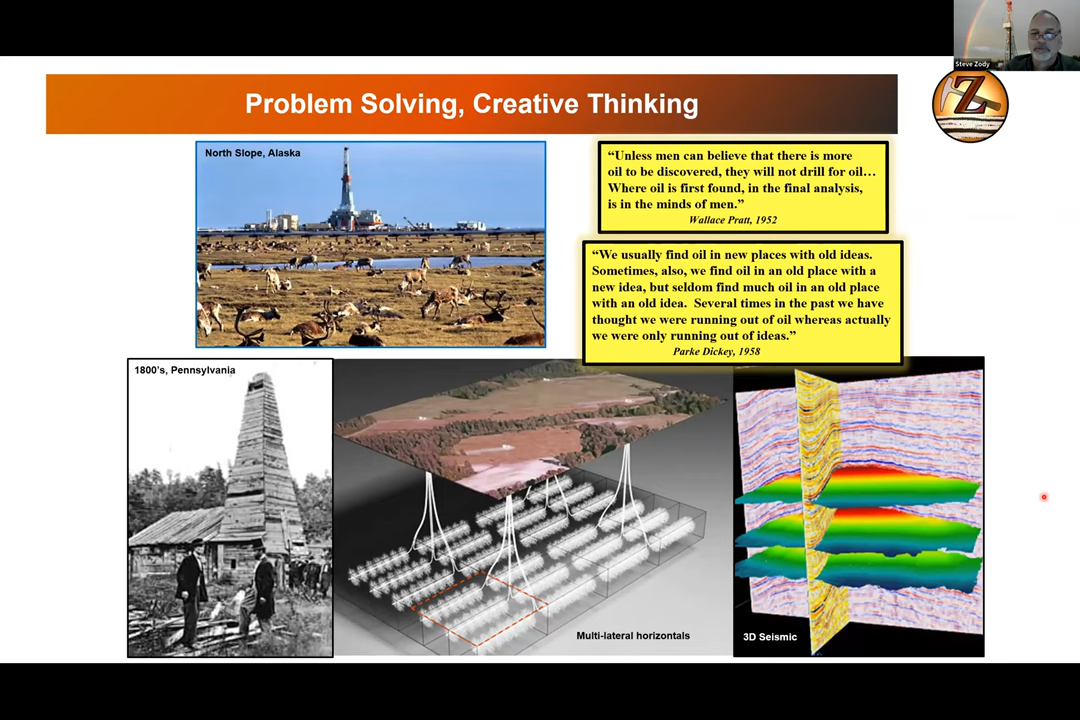 Steve Zody
Z
Problem Solving, Creative Thinking
North Slope, Alaska
“Unless men can believe that there is more
oil to be discovered, they will not drill for oil…
Where oil is first found, in the final analysis,
is in the minds of men.”
Wallace Pratt, 1952
“We usually find oil in new places with old ideas.
Sometimes, also, we find oil in an old place with a
new idea, but seldom find much oil in an old place
with an old idea.  Several times in the past we have
thought we were running out of oil whereas actually
we were only running out of ideas.”
Parke Dickey, 1958
1800's, Pennsylvania
Multi-lateral horizontals
3D Seismic